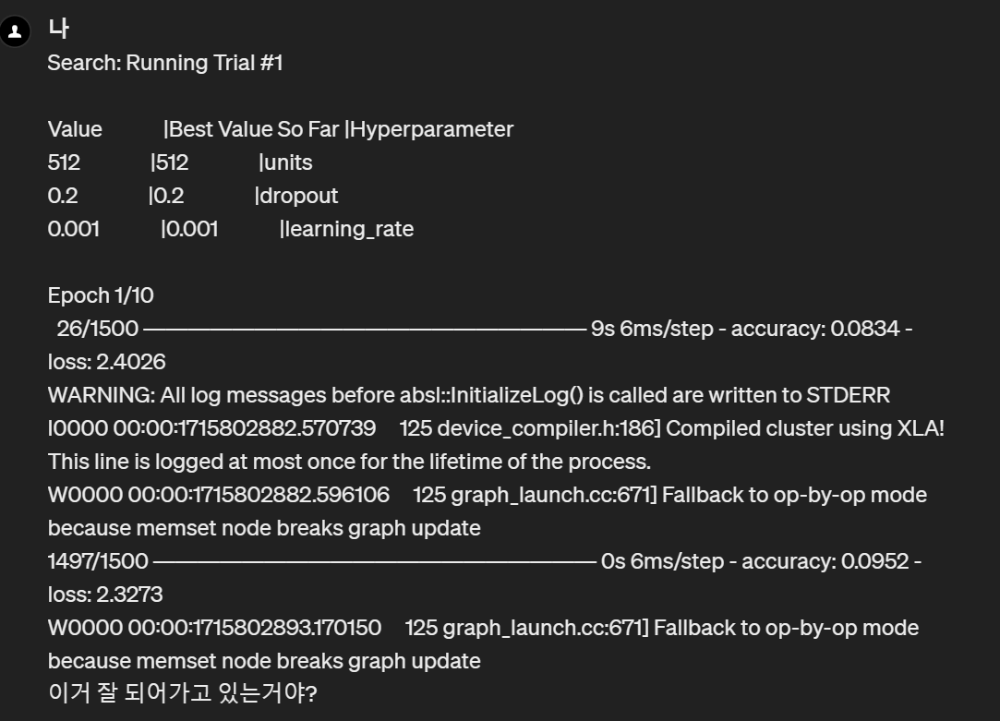 나
Search: Running Trial #1
Value |Best Value So Far |Hyperparameter
512 |512 |units
0.2 |0.2 |dropout
0.001 |0.001 |learning_rate
Epoch 1/10
26/1500 ━━━━━━━━━━━━━━━━━━━━ 9s 6ms/step - accuracy: 0.0834 -
loss: 2.4026
WARNING: All log messages before absl::InitializeLog() is called are written to STDERR
I0000 00:00:1715802882.570739 125 device_compiler.h:186] Compiled cluster using XLA!
This line is logged at most once for the lifetime of the process.
W0000 00:00:1715802882.596106 125 graph_launch.cc:671] Fallback to op-by-op mode
because memset node breaks graph update
1497/1500 ━━━━━━━━━━━━━━━━━━━━ 0s 6ms/step - accuracy: 0.0952 -
loss: 2.3273
W0000 00:00:1715802893.170150 125 graph_launch.cc:671] Fallback to op-by-op mode
because memset node breaks graph update
이거 잘 되어가고 있는거야?